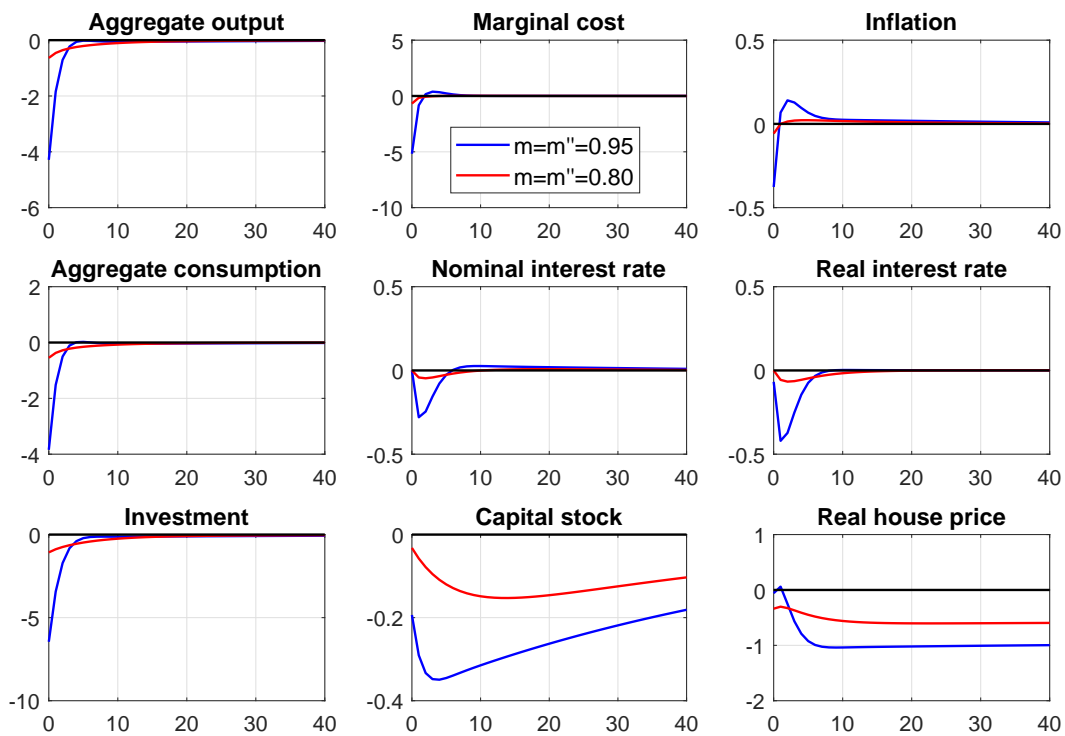 Aggregate output
0
-2
-4
-6
0 10 20 30 40
Marginal cost
5
0
-5
-10
m=m"=0.95
m=m"=0.80
0 10 20 30 40
Inflation
0.5
0
-0.5
0 10 20 30 40
Aggregate consumption
2
0
-2
-4
0 10 20 30 40
Nominal interest rate
0.5
0
-0.5
0 10 20 30 40
Real interest rate
0.5
0
-0.5
0 10 20 30 40
Investment
0
-5
-10
0 10 20 30 40
Capital stock
0
-0.2
-0.4
0 10 20 30 40
Real house price
1
0
-1
-2
0 10 20 30 40